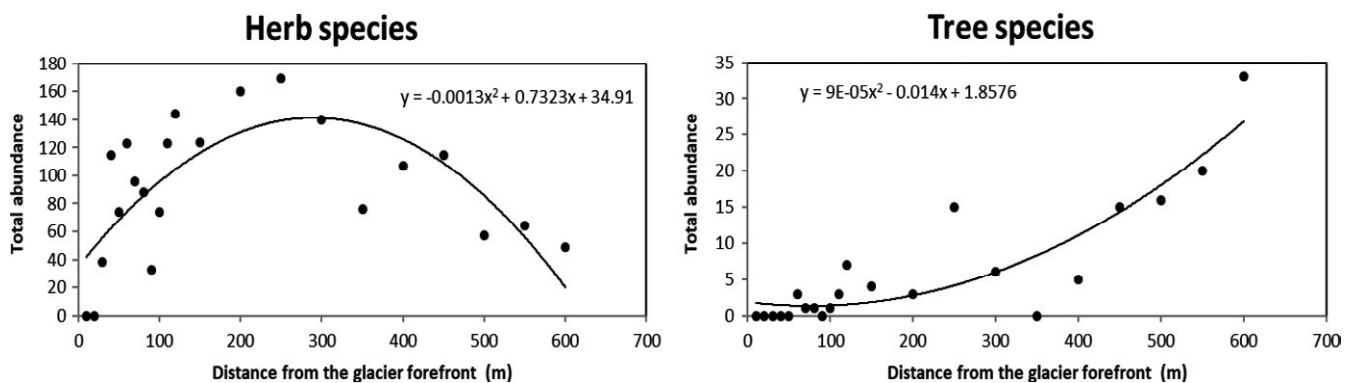 Herb species
180
160
140
120
100
80
60
40
20
0
Total abundance
y = -0.0013x² + 0.7323x + 34.91
0 100 200 300 400 500 600 700
Distance from the glacier forefront (m)
Tree species
35
30
25
20
15
10
5
0
Total abundance
y = 9E-05x² - 0.014x + 1.8576
0 100 200 300 400 500 600 700
Distance from the glacier forefront (m)